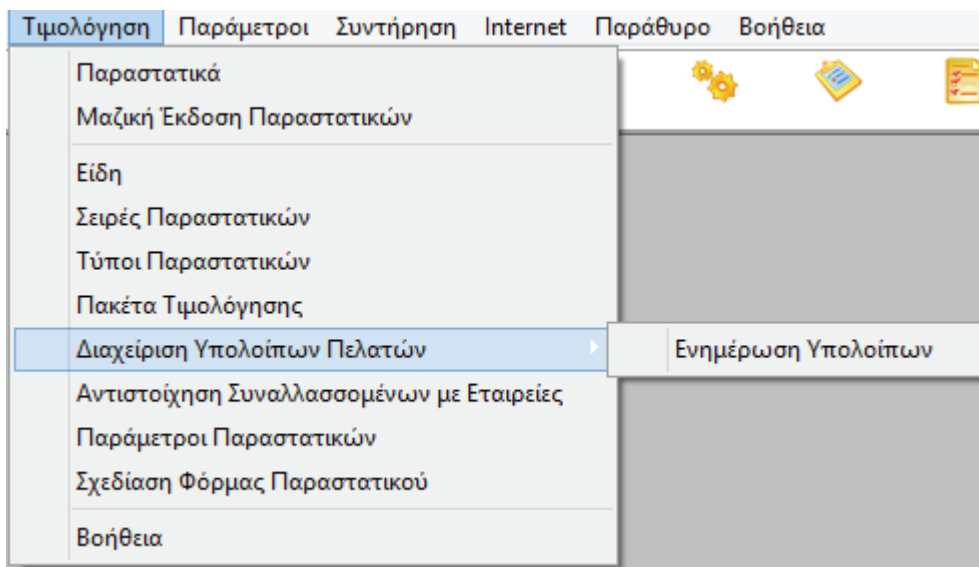 Τιμολόγηση Παράμετροι Συντήρηση Internet Παράθυρο Βοήθεια
Παραστατικά
Μαζική Έκδοση Παραστατικών
Είδη
Σειρές Παραστατικών
Τύποι Παραστατικών
Πακέτα Τιμολόγησης
Διαχείριση Υπολοίπων Πελατών
Ενημέρωση Υπολοίπων
Αντιστοίχηση Συναλλασσομένων με Εταιρείες
Παράμετροι Παραστατικών
Σχεδίαση Φόρμας Παραστατικού
Βοήθεια